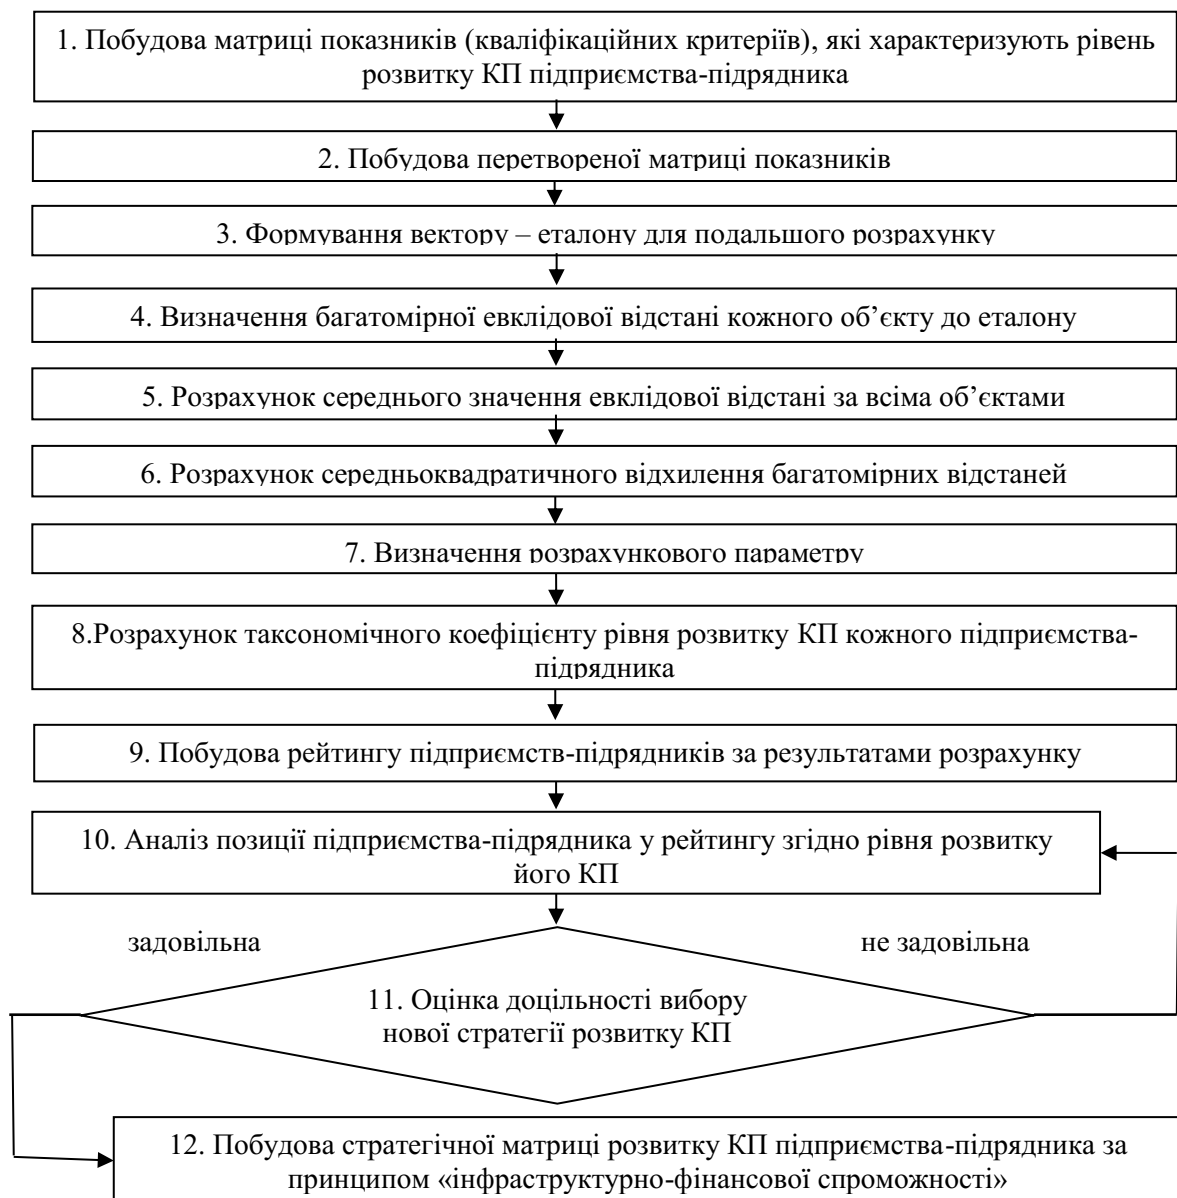 1. Побудова матриці показників (кваліфікаційних критеріїв), які характеризують рівень
розвитку КП підприємства-підрядника
2. Побудова перетвореної матриці показників
3. Формування вектору – еталону для подальшого розрахунку
4. Визначення багатомірної евклідової відстані кожного об’єкту до еталону
5. Розрахунок середнього значення евклідової відстані за всіма об’єктами
6. Розрахунок середньоквадратичного відхилення багатомірних відстаней
7. Визначення розрахункового параметру
8.Розрахунок таксономічного коефіцієнту рівня розвитку КП кожного підприємства-
підрядника
9. Побудова рейтингу підприємств-підрядників за результатами розрахунку
10. Аналіз позиції підприємства-підрядника у рейтингу згідно рівня розвитку
його КП
задовільна
не задовільна
11. Оцінка доцільності вибору
нової стратегії розвитку КП
12. Побудова стратегічної матриці розвитку КП підприємства-підрядника за
принципом «інфраструктурно-фінансової спроможності»